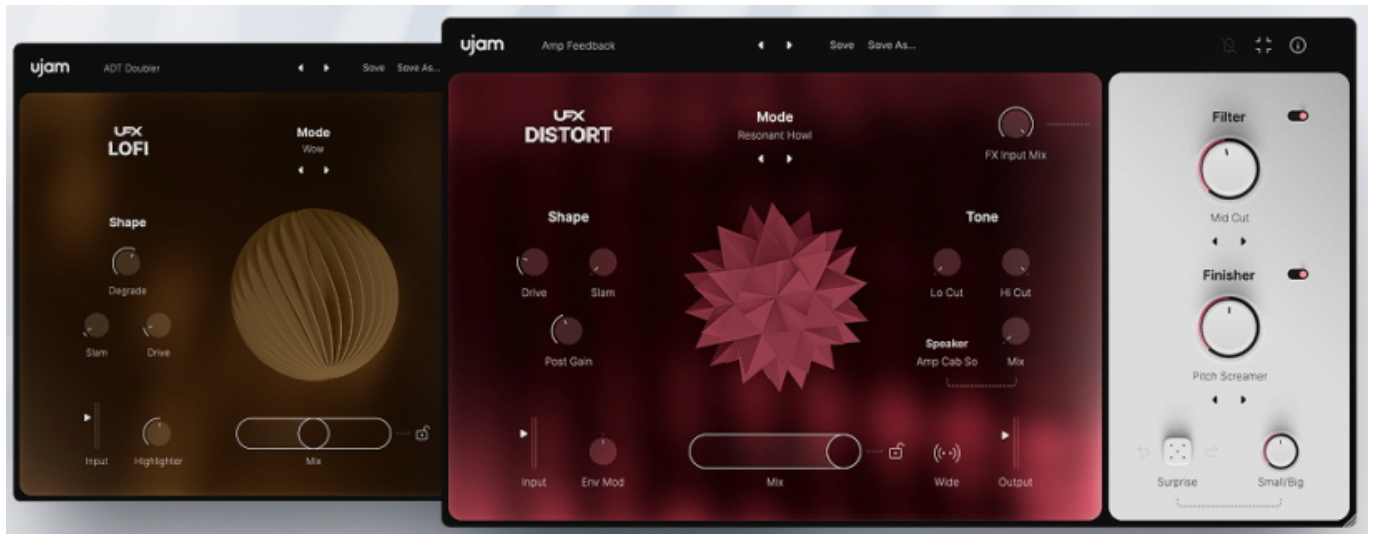 ujam
ADT Doubler
Save Save As...
UFX
LOFI
Mode
Wow
Shape
Degrade
Slam
Drive
Input
Highlighter
Mix
ujam
Amp Feedback
Save Save As...
UFX
DISTORT
Mode
Resonant Howl
FX Input Mix
Shape
Drive
Slam
Post Gain
Tone
Lo Cut
Hi Cut
Speaker
Amp Cab So
Mix
Input
Env Mod
Mix
Wide
Output
Filter
Mid Cut
Finisher
Pitch Screamer
Surprise
Small/Big